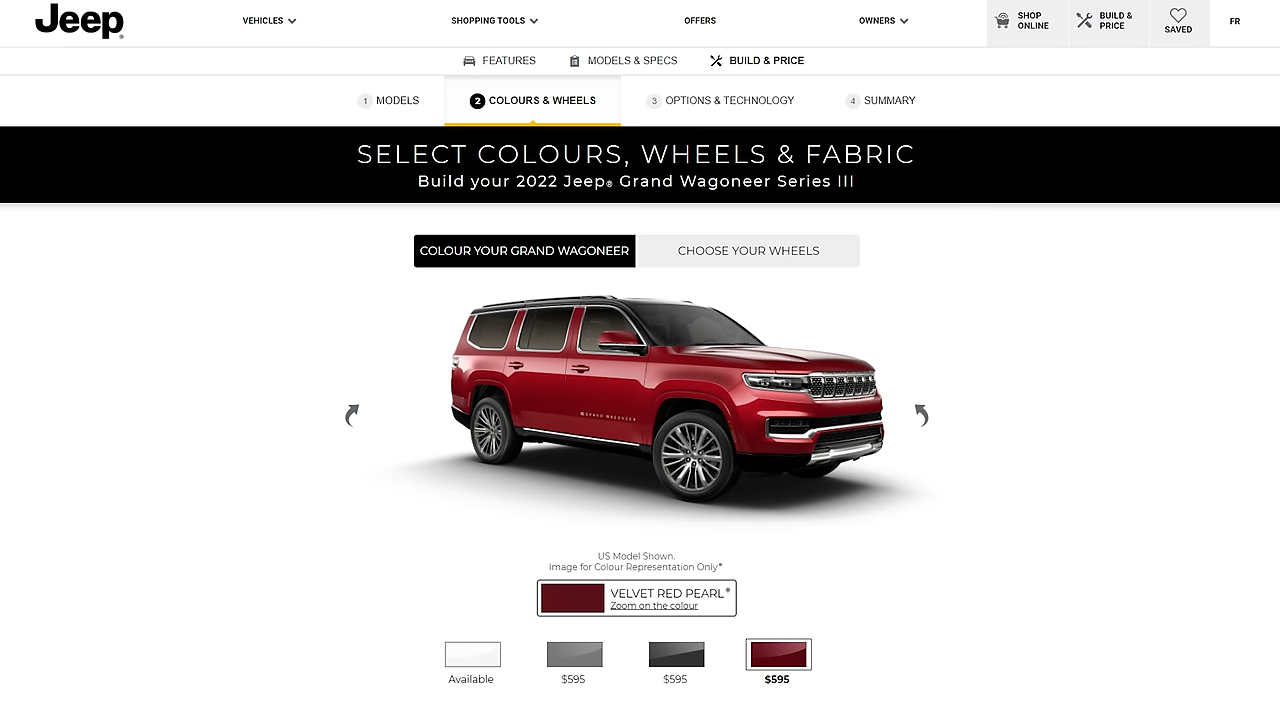 Jeep®
VEHICLES
SHOPPING TOOLS
OFFERS
OWNERS
SHOP
ONLINE
BUILD &
PRICE
SAVED
FR
FEATURES
MODELS & SPECS
BUILD & PRICE
1 MODELS
2 COLOURS & WHEELS
3 OPTIONS & TECHNOLOGY
4 SUMMARY
SELECT COLOURS, WHEELS & FABRIC
Build your 2022 Jeep® Grand Wagoneer Series III
COLOUR YOUR GRAND WAGONEER
CHOOSE YOUR WHEELS
GRAND WAGONEER
US Model Shown.
Image for Colour Representation Only*
VELVET RED PEARL*
Zoom on the colour
Available
$595
$595
$595